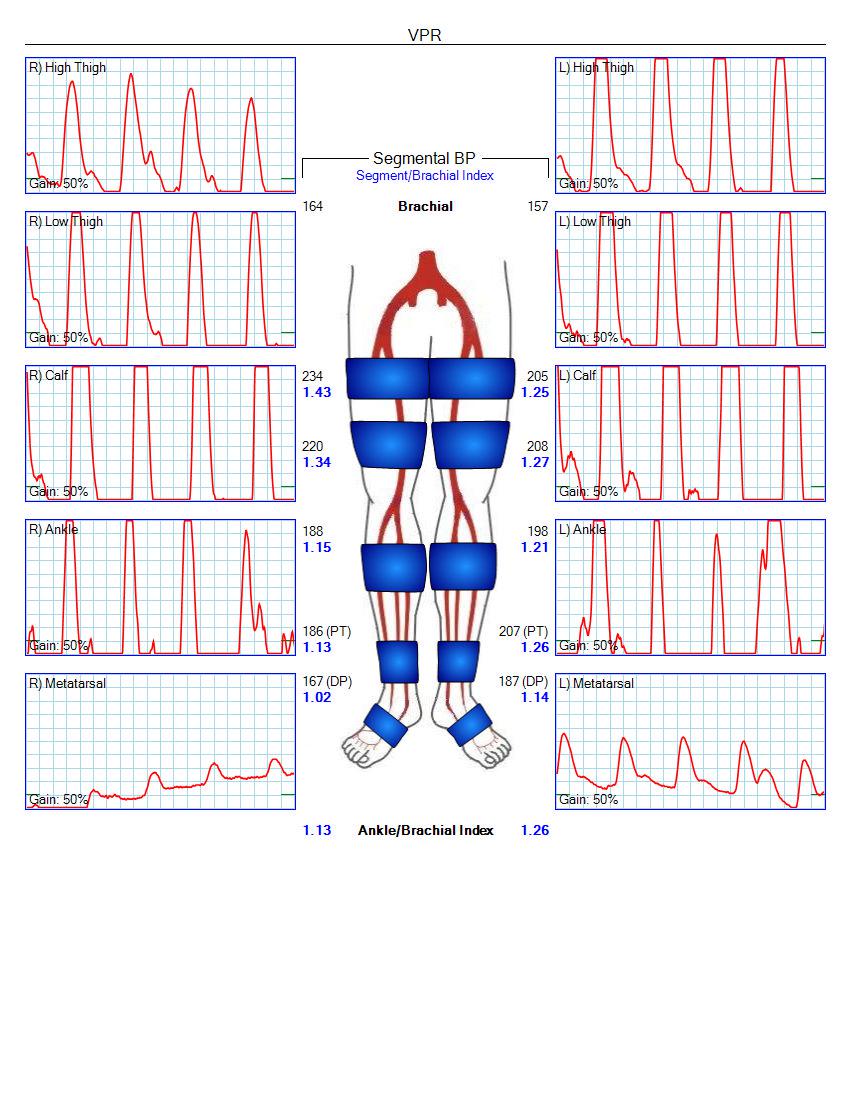 VPR
R) High Thigh
Gain: 50%
L) High Thigh
Gain: 50%
Segmental BP
Segment/Brachial Index
164 Brachial 157
R) Low Thigh
Gain: 50%
L) Low Thigh
Gain: 50%
R) Calf
Gain: 50%
234 205
1.43 1.25
220 208
1.34 1.27
L) Calf
Gain: 50%
R) Ankle
Gain: 50%
188 198
1.15 1.21
186 (PT) 207 (PT)
1.13 1.26
L) Ankle
Gain: 50%
R) Metatarsal
Gain: 50%
167 (DP) 187 (DP)
1.02 1.14
L) Metatarsal
Gain: 50%
1.13 Ankle/Brachial Index 1.26